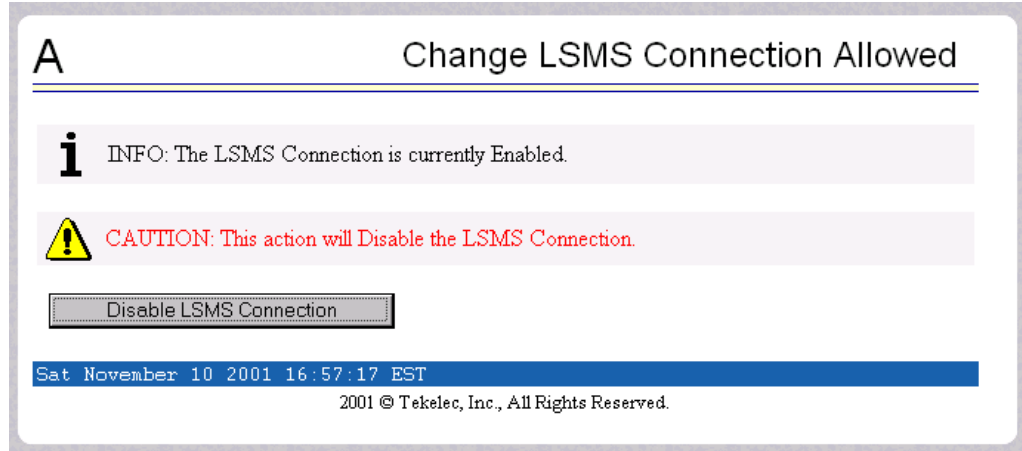 A
Change LSMS Connection Allowed
i
INFO: The LSMS Connection is currently Enabled.
CAUTION: This action will Disable the LSMS Connection.
Disable LSMS Connection
Sat November 10 2001 16:57:17 EST
2001 © Tekelec, Inc., All Rights Reserved.